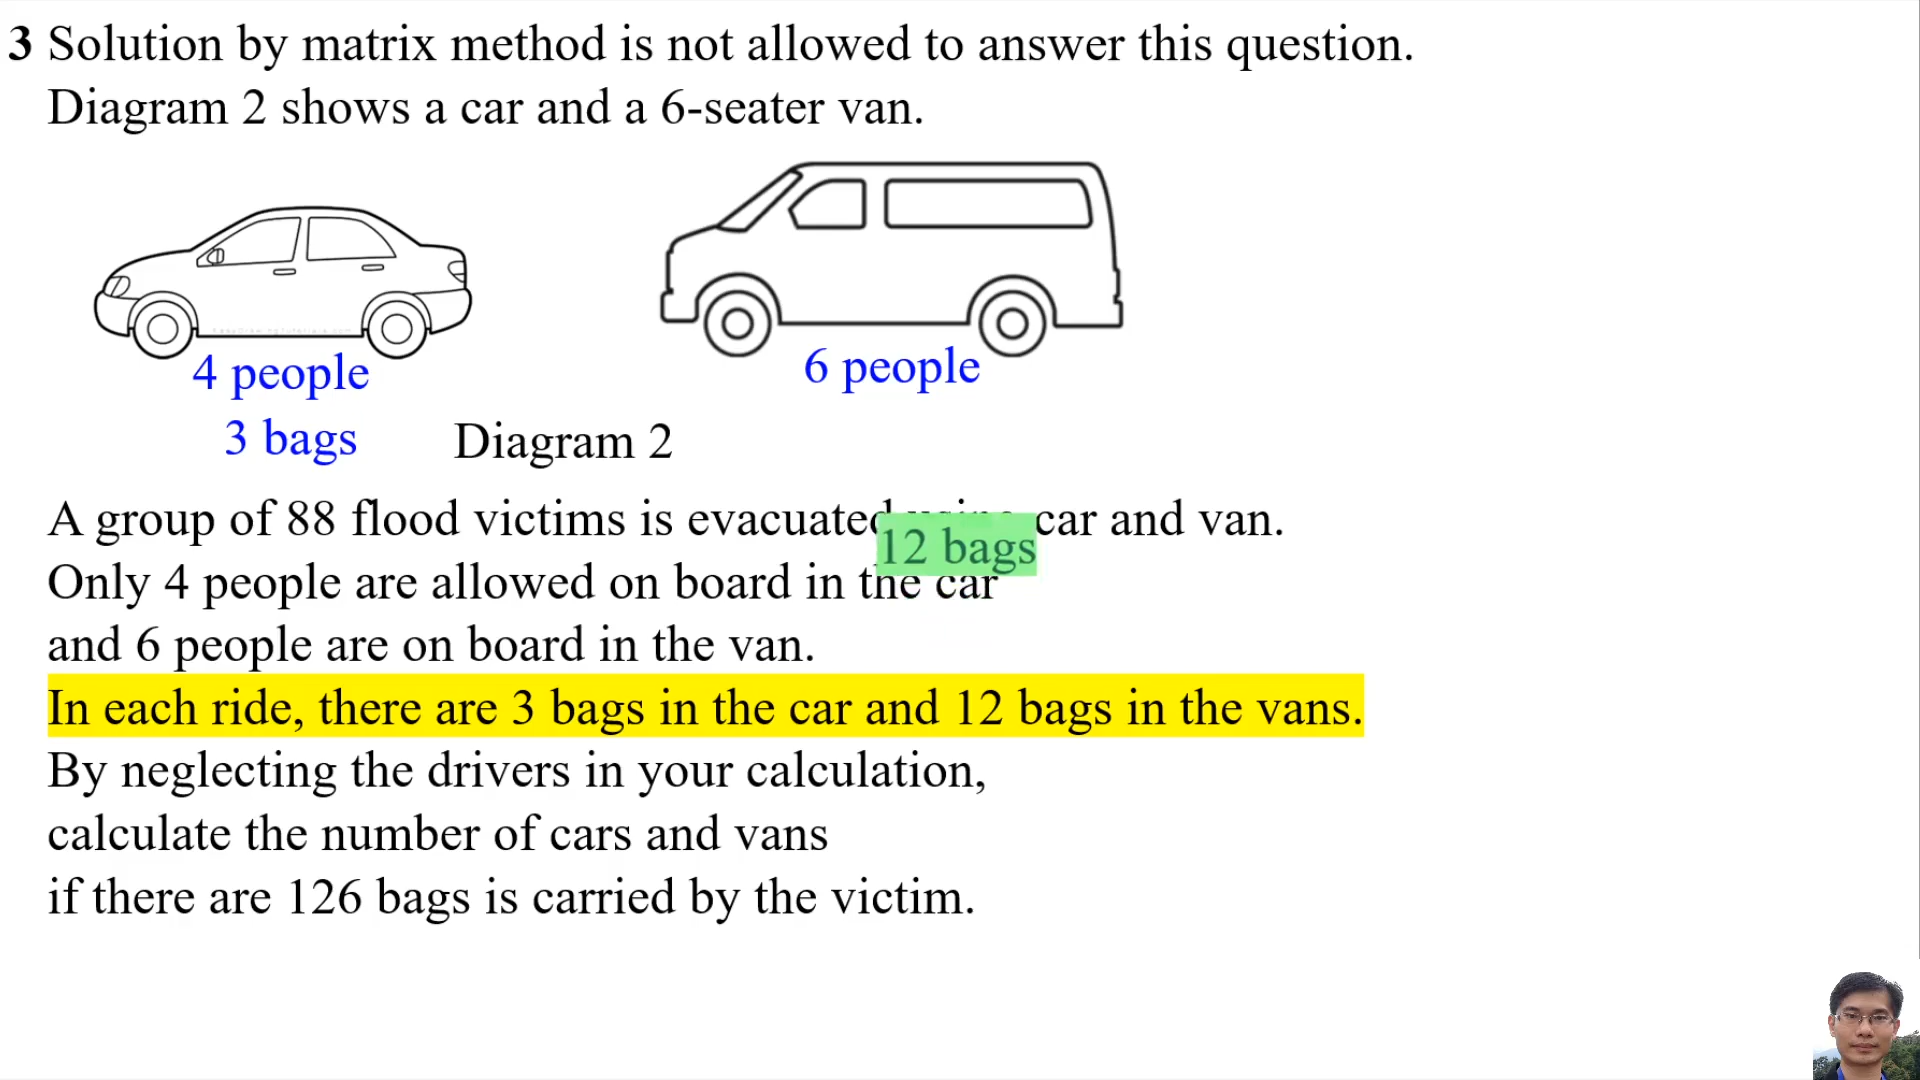 3 Solution by matrix method is not allowed to answer this question.
Diagram 2 shows a car and a 6-seater van.
4 people
6 people
3 bags
Diagram 2
A group of 88 flood victims is evacuated car and van.
12 bags
Only 4 people are allowed on board in the car
and 6 people are on board in the van.
In each ride, there are 3 bags in the car and 12 bags in the vans.
By neglecting the drivers in your calculation,
calculate the number of cars and vans
if there are 126 bags is carried by the victim.